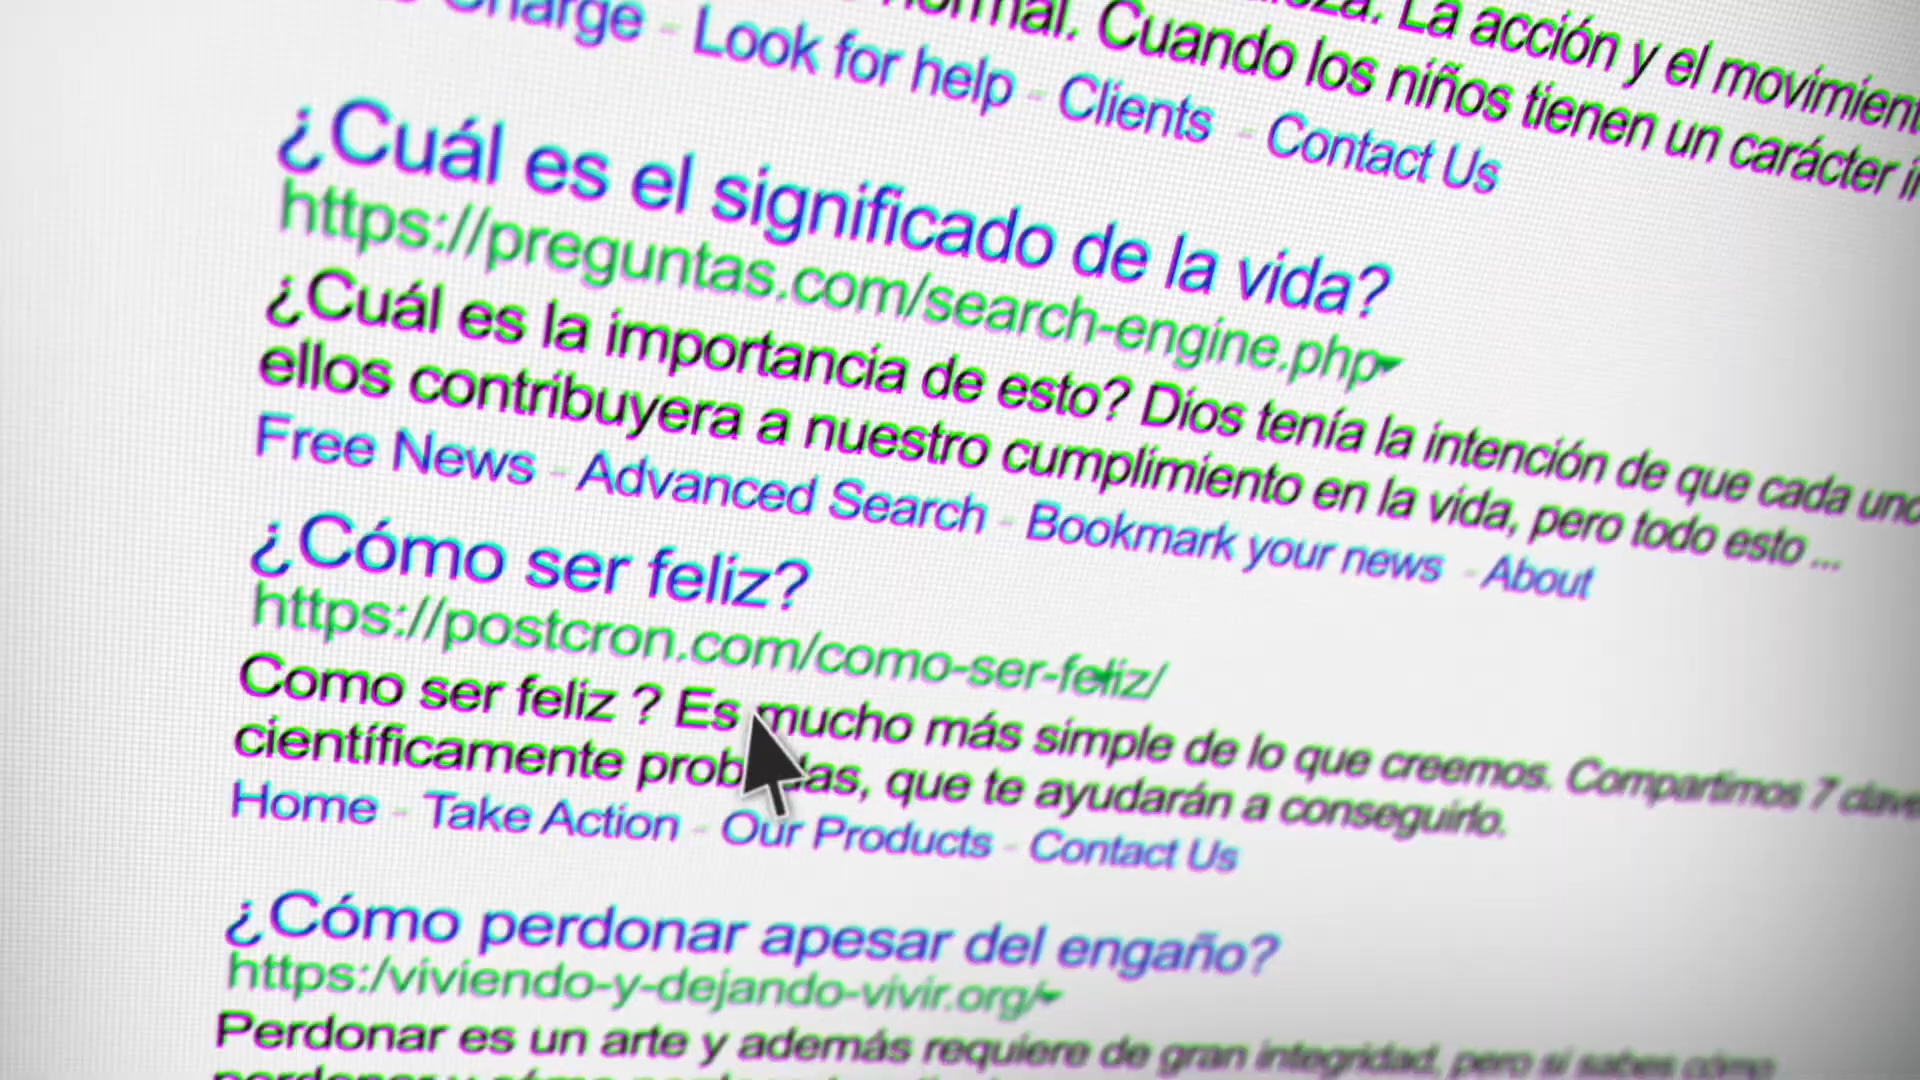 La acción y el
normal. Cuando los niños tienen un carácter
Charge - Look for help - Clients - Contact Us
¿Cuál es el significado de la vida?
https://preguntas.com/search-engine.php
¿Cuál es la importancia de esto? Dios tenía la intención de que cada
ellos contribuyera a nuestro cumplimiento en la vida, pero todo esto ...
Free News - Advanced Search - Bookmark your news - About
¿Cómo ser feliz?
https://postcron.com/como-ser-feliz/
Como ser feliz ? Es mucho más simple de lo que creemos. Compartimos 7
científicamente que te ayudarán a conseguirlo.
Home - Take Action - Our Products - Contact Us
¿Cómo perdonar apesar del engaño?
https:/viviendo-y-dejando-vivir.org/
Perdonar es un arte y además requiere de gran integridad, pero si sabes cómo